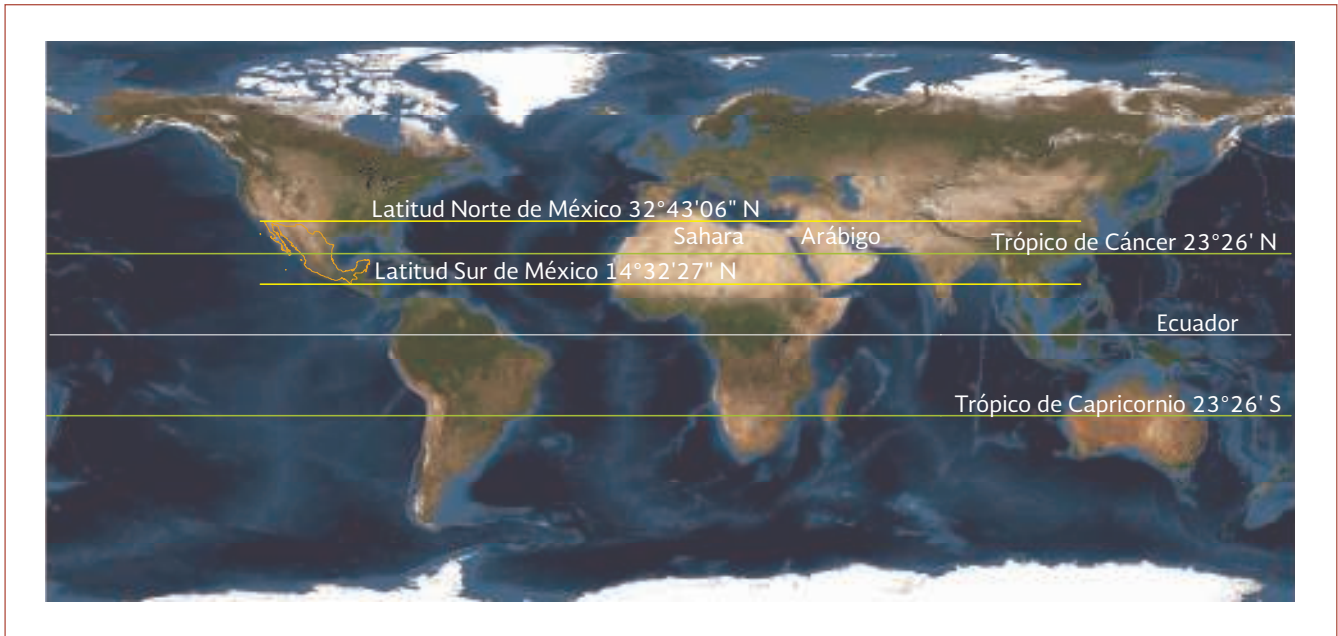 Latitud Norte de México 32°43'06" N
Sahara
Arábigo
Trópico de Cáncer 23°26' N
Latitud Sur de México 14°32'27" N
Ecuador
Trópico de Capricornio 23°26' S